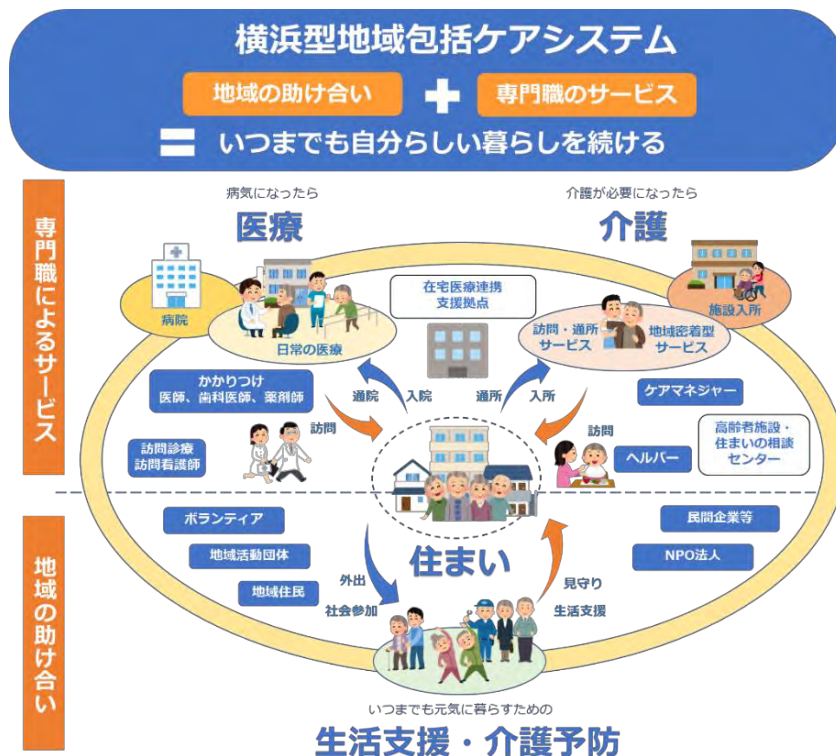 横浜型地域包括ケアシステム
地域の助け合い + 専門職のサービス
= いつまでも自分らしい暮らしを続ける
専門職によるサービス
病気になったら
医療
介護が必要になったら
介護
病院
日常の医療
在宅医療連携
支援拠点
訪問・通所
サービス
地域密着型
サービス
施設入所
かかりつけ
医師、歯科医師、薬剤師
通院
入院
通所
入所
ケアマネジャー
訪問
訪問
訪問診療
訪問看護師
ヘルパー
高齢者施設・
住まいの相談
センター
地域の助け合い
ボランティア
地域活動団体
地域住民
住まい
民間企業等
NPO法人
外出
社会参加
見守り
生活支援
いつまでも元気に暮らすための
生活支援・介護予防